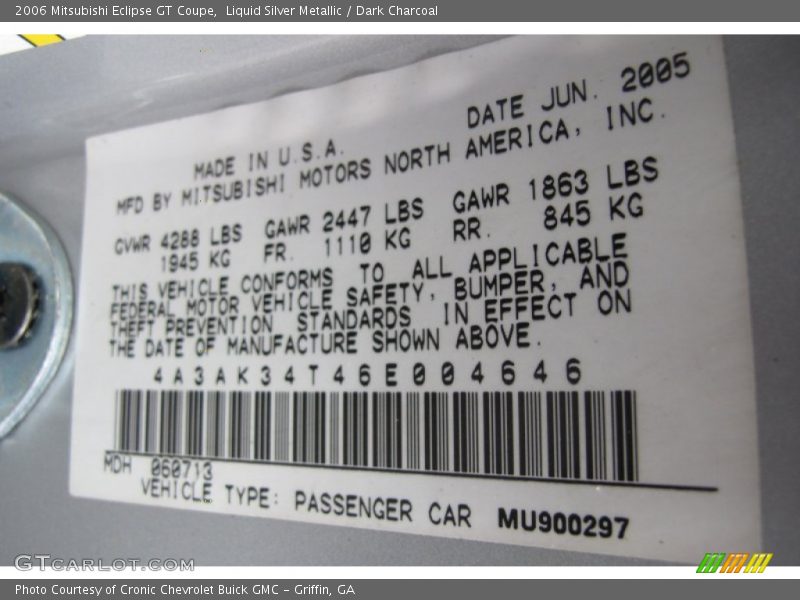 2006 Mitsubishi Eclipse GT Coupe, Liquid Silver Metallic / Dark Charcoal
MADE IN U.S.A. DATE JUN. 2005
MFD BY MITSUBISHI MOTORS NORTH AMERICA, INC.
GVWR 4288 LBS GAWR 2447 LBS GAWR 1863 LBS
1945 KG FR. 1110 KG RR. 845 KG
THIS VEHICLE CONFORMS TO ALL APPLICABLE
FEDERAL MOTOR VEHICLE SAFETY, BUMPER, AND
THEFT PREVENTION STANDARDS IN EFFECT ON
THE DATE OF MANUFACTURE SHOWN ABOVE.
4A3AK34T46E004646
MDH 060713
VEHICLE TYPE: PASSENGER CAR MU900297
GTCARLOT.COM
Photo Courtesy of Cronic Chevrolet Buick GMC - Griffin, GA